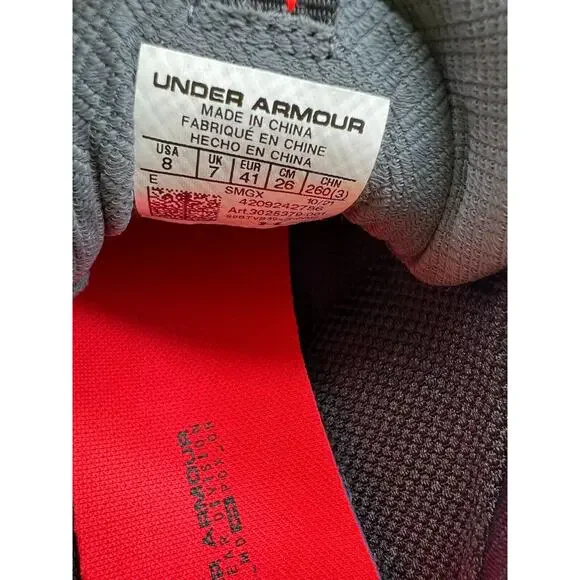 UNDER ARMOUR
MADE IN CHINA
FABRIQUÉ EN CHINE
HECHO EN CHINA
USA UK EUR CM CHN
8 7 41 26 260(3)
E SMGX 10/21
4209242786
Art.3025379-001
ARMOUR